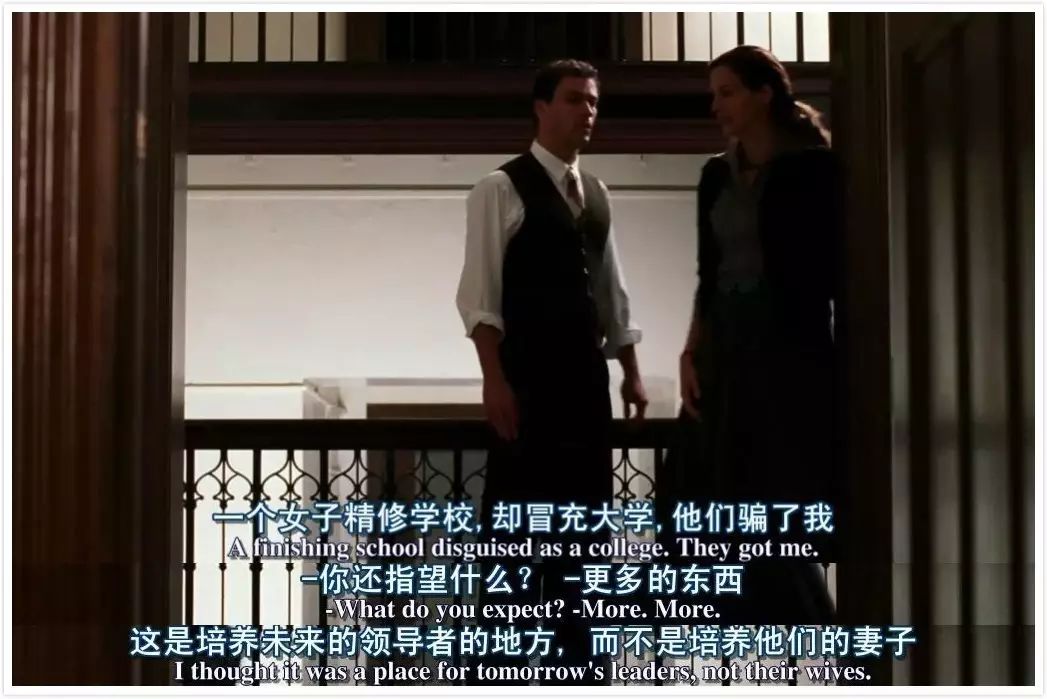 一个女子精修学校,却冒充大学,他们骗了我
A finishing school disguised as a college. They got me.
-你还指望什么? -更多的东西
-What do you expect? -More. More.
这是培养未来的领导者的地方, 而不是培养他们的妻子
I thought it was a place for tomorrow's leaders, not their wives.